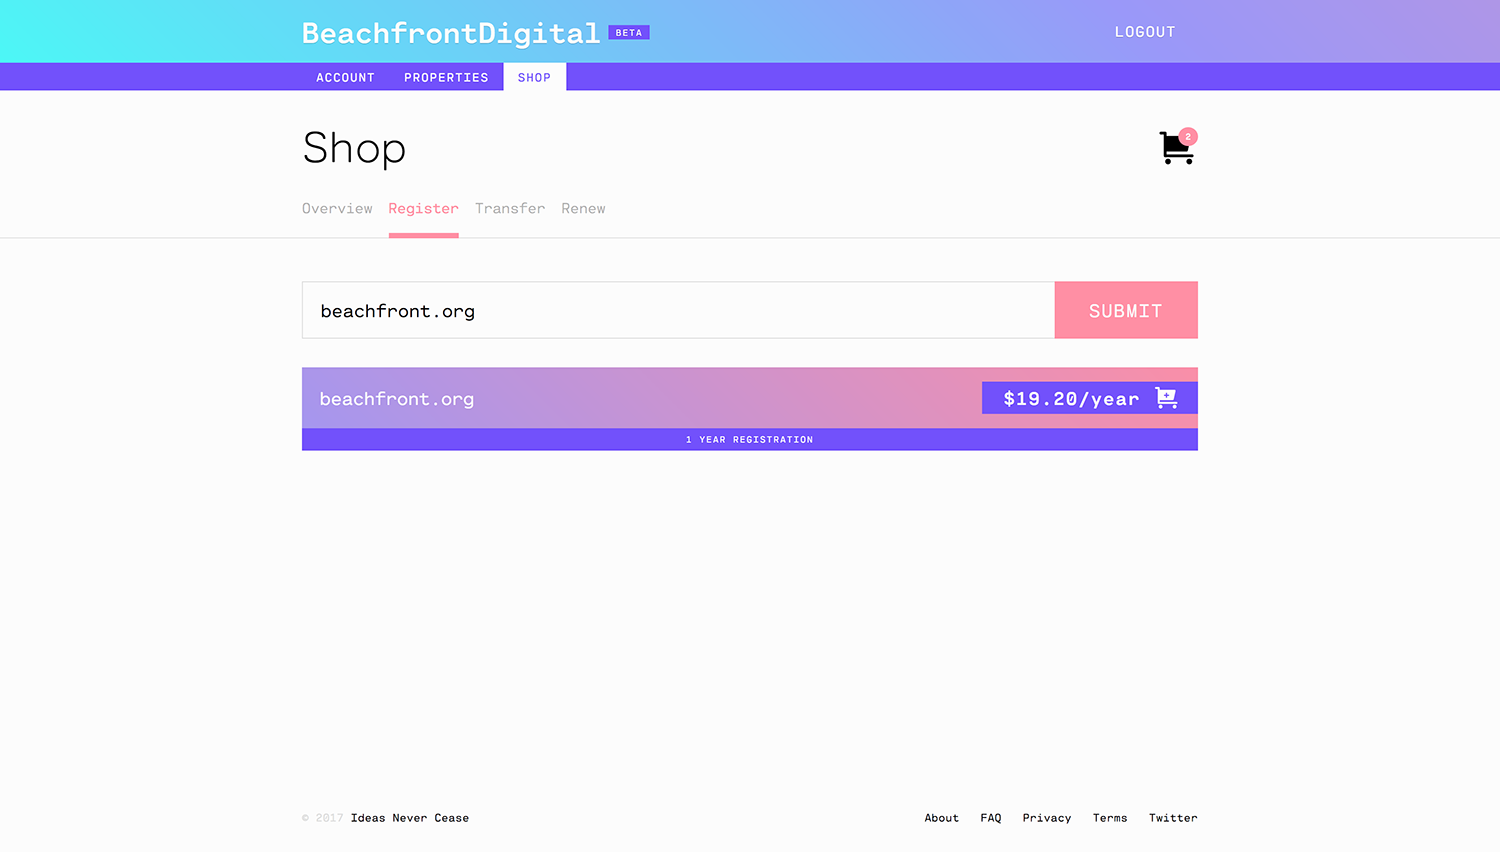 BeachfrontDigital BETA LOGOUT
ACCOUNT PROPERTIES SHOP
Shop 2
Overview Register Transfer Renew
beachfront.org SUBMIT
beachfront.org $19.20/year
1 YEAR REGISTRATION
© 2017 Ideas Never Cease About FAQ Privacy Terms Twitter